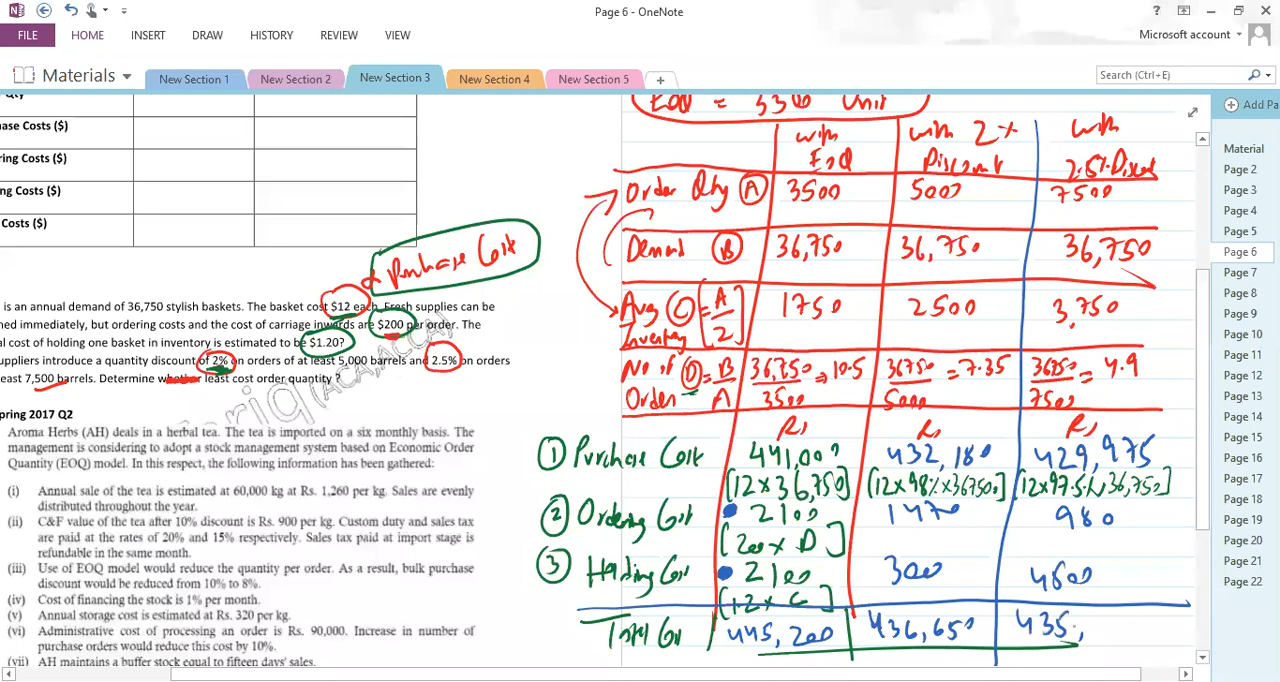 Page 6 - OneNote
?
FILE HOME INSERT DRAW HISTORY REVIEW VIEW
Microsoft account
Materials
New Section 1 New Section 2 New Section 3 New Section 4 New Section 5 +
Search (Ctrl+E)
Add Pa
Material
Page 2
Page 3
Page 4
Page 5
Page 6
Page 7
Page 8
Page 9
Page 10
Page 11
Page 12
Page 13
Page 14
Page 15
Page 16
Page 17
Page 18
Page 19
Page 20
Page 21
Page 22
Qty
hase Costs ($)
ring Costs ($)
ing Costs ($)
Costs ($)
Purchase Cost
is an annual demand of 36,750 stylish baskets. The basket cost $12 each. Fresh supplies can be
ned immediately, but ordering costs and the cost of carriage inwards are $200 per order. The
al cost of holding one basket in inventory is estimated to be $1.20?
uppliers introduce a quantity discount of 2% on orders of at least 5,000 barrels and 2.5% on orders
east 7,500 barrels. Determine whether least cost order quantity ?
ariq (ACA, ACCA)
pring 2017 Q2
Aroma Herbs (AH) deals in a herbal tea. The tea is imported on a six monthly basis. The
management is considering to adopt a stock management system based on Economic Order
Quantity (EOQ) model. In this respect, the following information has been gathered:
(i) Annual sale of the tea is estimated at 60,000 kg at Rs. 1,260 per kg. Sales are evenly
distributed throughout the year.
(ii) C&F value of the tea after 10% discount is Rs. 900 per kg. Custom duty and sales tax
are paid at the rates of 20% and 15% respectively. Sales tax paid at import stage is
refundable in the same month.
(iii) Use of EOQ model would reduce the quantity per order. As a result, bulk purchase
discount would be reduced from 10% to 8%.
(iv) Cost of financing the stock is 1% per month.
(v) Annual storage cost is estimated at Rs. 320 per kg.
(vi) Administrative cost of processing an order is Rs. 90,000. Increase in number of
purchase orders would reduce this cost by 10%.
(vii) AH maintains a buffer stock equal to fifteen days' sales.
EOQ = 3500 Unit
with EOQ with 2% Discount with 2.5% Discount
Order Qty (A) 3500 5000 7500
Demand (B) 36,750 36,750 36,750
Avg Inventory (C) = [A/2] 1750 2500 3,750
No of Order (D) = B/A 36,750/3500 = 10.5 36750/5000 = 7.35 36750/7500 = 4.9
Rs Rs Rs
(1) Purchase Cost 441,000 432,180 429,975
[12 x 36,750] [12 x 98% x 36750] [12 x 97.5% x 36,750]
(2) Ordering Cost 2100 1470 980
[200 x D]
(3) Holding Cost 2100 3000 4500
[1.2 x C]
Total Cost 445,200 436,650 435,